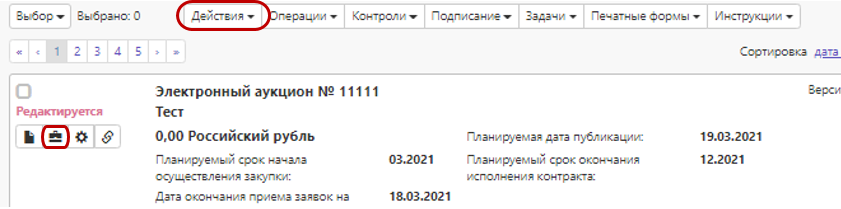 Выбор Выбрано: 0 Действия Операции Контроли Подписание Задачи Печатные формы Инструкции
« ‹ 1 2 3 4 5 › » Сортировка дата
Электронный аукцион № 11111 Верси
Редактируется Тест
0,00 Российский рубль Планируемая дата публикации: 19.03.2021
Планируемый срок начала 03.2021 Планируемый срок окончания 12.2021
осуществления закупки: исполнения контракта:
Дата окончания приема заявок на 18.03.2021